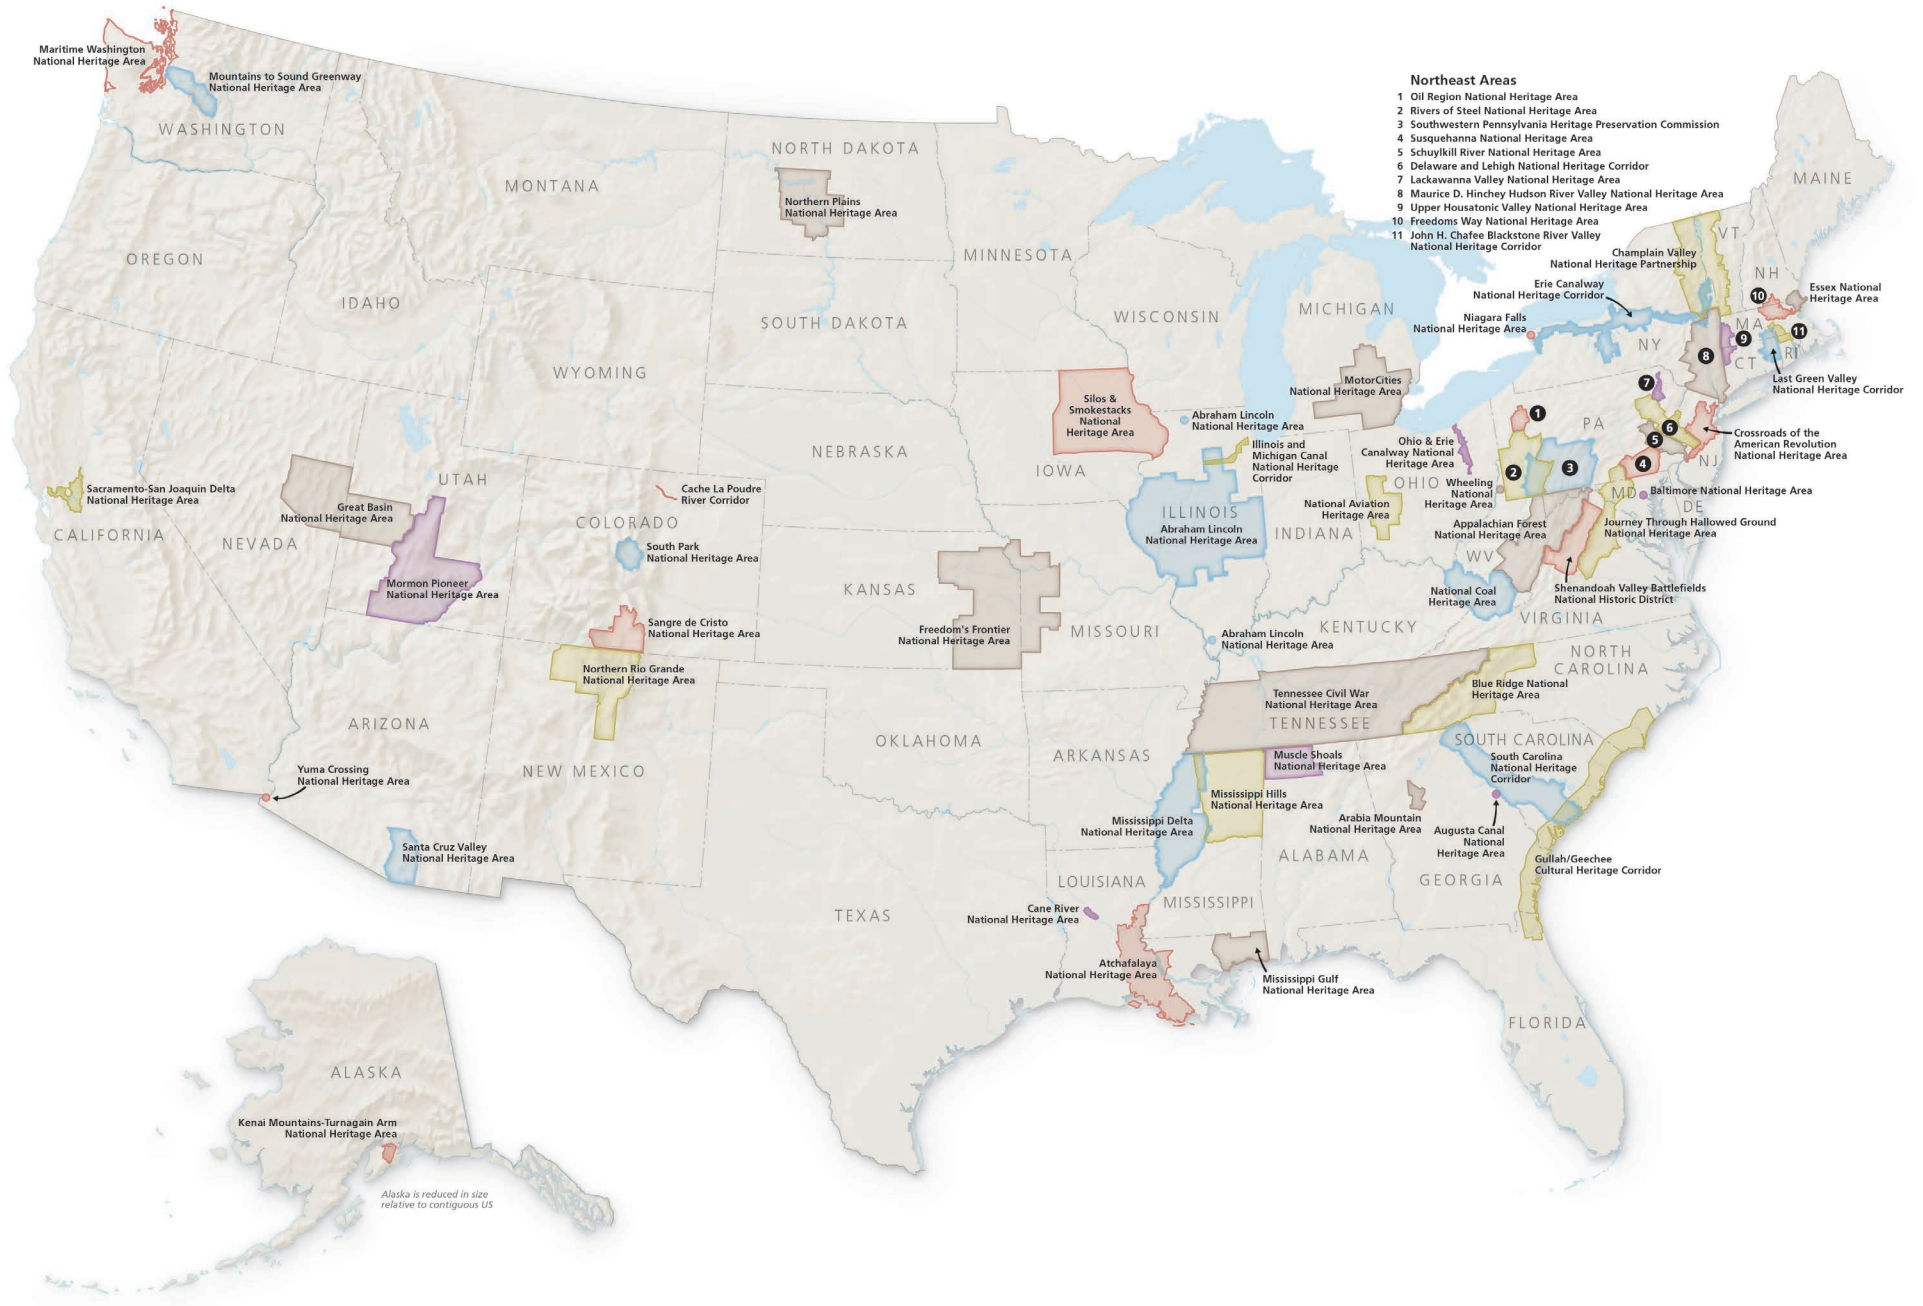 Maritime Washington
National Heritage Area
Mountains to Sound Greenway
National Heritage Area
WASHINGTON
OREGON
IDAHO
MONTANA
NORTH DAKOTA
Northern Plains
National Heritage Area
MINNESOTA
SOUTH DAKOTA
WYOMING
WISCONSIN
MICHIGAN
MotorCities
National Heritage Area
Northeast Areas
1 Oil Region National Heritage Area
2 Rivers of Steel National Heritage Area
3 Southwestern Pennsylvania Heritage Preservation Commission
4 Susquehanna National Heritage Area
5 Schuylkill River National Heritage Area
6 Delaware and Lehigh National Heritage Corridor
7 Lackawanna Valley National Heritage Area
8 Maurice D. Hinchey Hudson River Valley National Heritage Area
9 Upper Housatonic Valley National Heritage Area
10 Freedoms Way National Heritage Area
11 John H. Chafee Blackstone River Valley
National Heritage Corridor
MAINE
VT
NH
Champlain Valley
National Heritage Partnership
Erie Canalway
National Heritage Corridor
Niagara Falls
National Heritage Area
Essex National
Heritage Area
10
MA
11
9
NY
8
CT
RI
Last Green Valley
National Heritage Corridor
7
1
PA
6
5
Crossroads of the
American Revolution
National Heritage Area
NJ
4
3
2
Silos &
Smokestacks
National
Heritage Area
IOWA
Abraham Lincoln
National Heritage Area
Illinois and
Michigan Canal
National Heritage
Corridor
Ohio & Erie
Canalway National
Heritage Area
OHIO
Wheeling
National
Heritage Area
National Aviation
Heritage Area
MD
Baltimore National Heritage Area
DE
Journey Through Hallowed Ground
National Heritage Area
Appalachian Forest
National Heritage Area
WV
Shenandoah Valley Battlefields
National Historic District
National Coal
Heritage Area
VIRGINIA
NEBRASKA
ILLINOIS
Abraham Lincoln
National Heritage Area
INDIANA
Sacramento-San Joaquin Delta
National Heritage Area
CALIFORNIA
NEVADA
Great Basin
National Heritage Area
UTAH
Mormon Pioneer
National Heritage Area
Cache La Poudre
River Corridor
COLORADO
South Park
National Heritage Area
Sangre de Cristo
National Heritage Area
Northern Rio Grande
National Heritage Area
KANSAS
Freedom's Frontier
National Heritage Area
MISSOURI
Abraham Lincoln
National Heritage Area
KENTUCKY
NORTH
CAROLINA
Tennessee Civil War
National Heritage Area
TENNESSEE
Blue Ridge National
Heritage Area
ARIZONA
NEW MEXICO
OKLAHOMA
ARKANSAS
Muscle Shoals
National Heritage Area
SOUTH CAROLINA
South Carolina
National Heritage
Corridor
Yuma Crossing
National Heritage Area
Santa Cruz Valley
National Heritage Area
Mississippi Hills
National Heritage Area
Mississippi Delta
National Heritage Area
Arabia Mountain
National Heritage Area
Augusta Canal
National
Heritage Area
ALABAMA
GEORGIA
Gullah/Geechee
Cultural Heritage Corridor
TEXAS
LOUISIANA
MISSISSIPPI
Cane River
National Heritage Area
Atchafalaya
National Heritage Area
Mississippi Gulf
National Heritage Area
FLORIDA
ALASKA
Kenai Mountains-Turnagain Arm
National Heritage Area
Alaska is reduced in size
relative to contiguous US